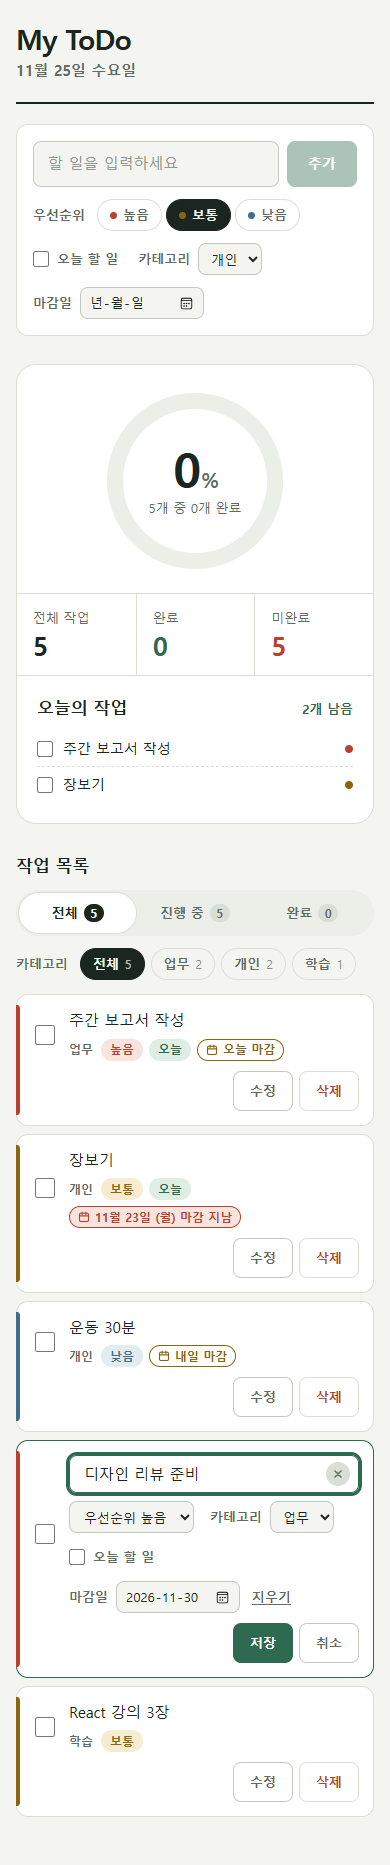 My ToDo
11월 25일 수요일
할 일을 입력하세요 추가
우선순위 높음 보통 낮음
오늘 할 일 카테고리 개인
마감일 년-월-일
0%
5개 중 0개 완료
전체 작업 완료 미완료
5 0 5
오늘의 작업 2개 남음
주간 보고서 작성
장보기
작업 목록
전체 5 진행 중 5 완료 0
카테고리 전체 5 업무 2 개인 2 학습 1
주간 보고서 작성
업무 높음 오늘 오늘 마감
수정 삭제
장보기
개인 보통 오늘
11월 23일 (월) 마감 지남
수정 삭제
운동 30분
개인 낮음 내일 마감
수정 삭제
디자인 리뷰 준비
우선순위 높음 카테고리 업무
오늘 할 일
마감일 2026-11-30 지우기
저장 취소
React 강의 3장
학습 보통
수정 삭제